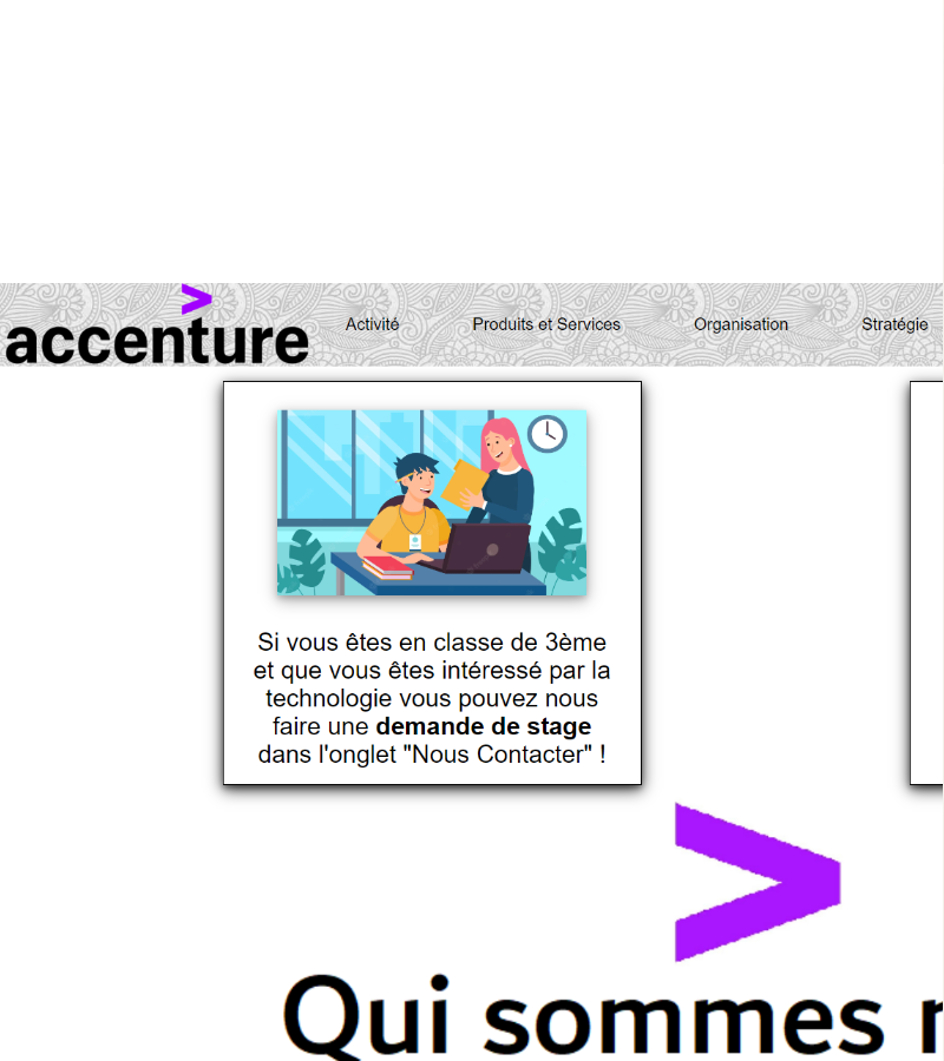 accenture
Activité
Produits et Services
Organisation
Stratégie
Si vous êtes en classe de 3ème
et que vous êtes intéressé par la
technologie vous pouvez nous
faire une demande de stage
dans l'onglet "Nous Contacter" !
Qui sommes